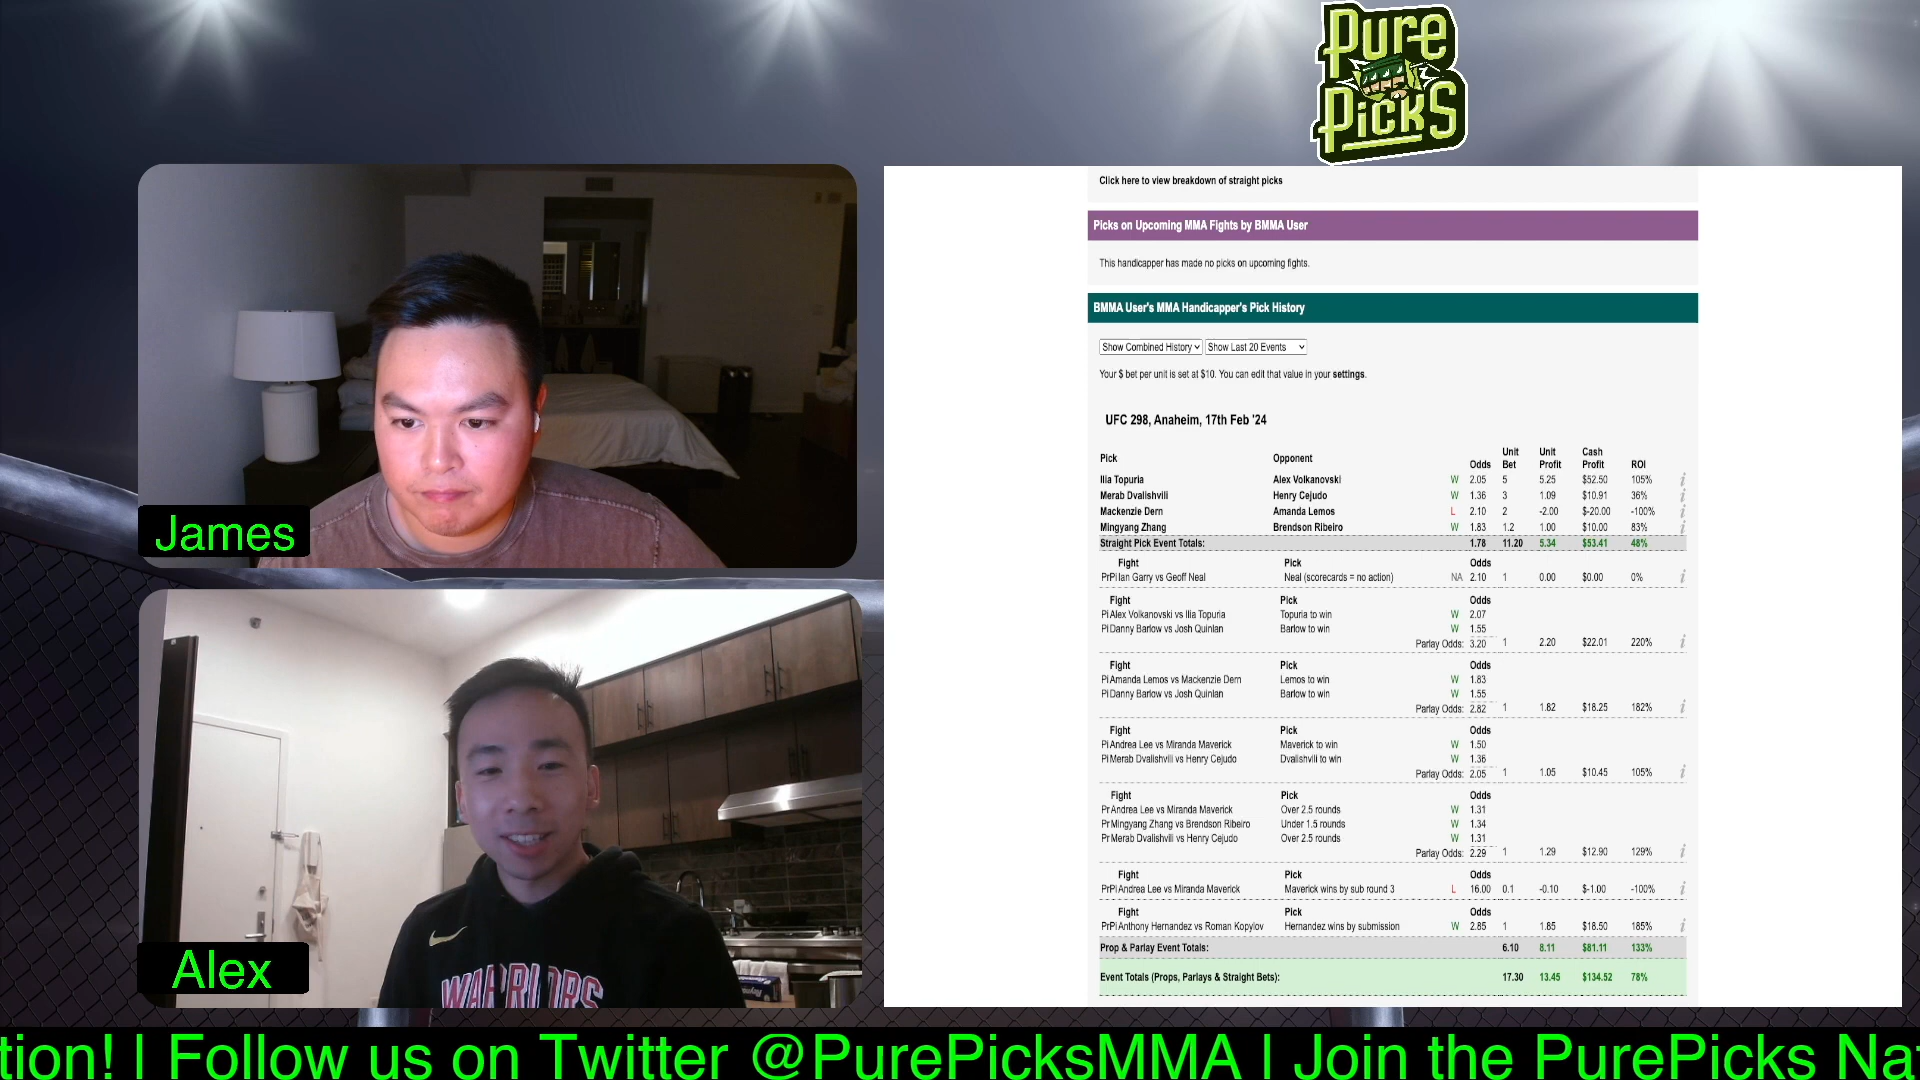 Pure
Picks
James
Alex
WARRIORS
Click here to view breakdown of straight picks
Picks on Upcoming MMA Fights by BMMA User
This handicapper has made no picks on upcoming fights.
BMMA User's MMA Handicapper's Pick History
Show Combined History Show Last 20 Events
Your $ bet per unit is set at $10. You can edit that value in your settings.
UFC 298, Anaheim, 17th Feb '24
Pick Opponent Odds Unit Bet Unit Profit Cash Profit ROI
Ilia Topuria Alex Volkanovski W 2.05 5 5.25 $52.50 105% i
Merab Dvalishvili Henry Cejudo W 1.36 3 1.09 $10.91 36% i
Mackenzie Dern Amanda Lemos L 2.10 2 -2.00 $-20.00 -100% i
Mingyang Zhang Brendson Ribeiro W 1.83 1.2 1.00 $10.00 83% i
Straight Pick Event Totals: 1.78 11.20 5.34 $53.41 48%
Fight Pick Odds
PrPi Ian Garry vs Geoff Neal Neal (scorecards = no action) NA 2.10 1 0.00 $0.00 0% i
Fight Pick Odds
Pi Alex Volkanovski vs Ilia Topuria Topuria to win W 2.07
Pi Danny Barlow vs Josh Quinlan Barlow to win W 1.55
Parlay Odds: 3.20 1 2.20 $22.01 220% i
Fight Pick Odds
Pi Amanda Lemos vs Mackenzie Dern Lemos to win W 1.83
Pi Danny Barlow vs Josh Quinlan Barlow to win W 1.55
Parlay Odds: 2.82 1 1.82 $18.25 182% i
Fight Pick Odds
Pi Andrea Lee vs Miranda Maverick Maverick to win W 1.50
Pi Merab Dvalishvili vs Henry Cejudo Dvalishvili to win W 1.36
Parlay Odds: 2.05 1 1.05 $10.45 105% i
Fight Pick Odds
Pr Andrea Lee vs Miranda Maverick Over 2.5 rounds W 1.31
Pr Mingyang Zhang vs Brendson Ribeiro Under 1.5 rounds W 1.34
Pr Merab Dvalishvili vs Henry Cejudo Over 2.5 rounds W 1.31
Parlay Odds: 2.29 1 1.29 $12.90 129% i
Fight Pick Odds
PrPi Andrea Lee vs Miranda Maverick Maverick wins by sub round 3 L 16.00 0.1 -0.10 $-1.00 -100% i
Fight Pick Odds
PrPi Anthony Hernandez vs Roman Kopylov Hernandez wins by submission W 2.85 1 1.85 $18.50 185% i
Prop & Parlay Event Totals: 6.10 8.11 $81.11 133%
Event Totals (Props, Parlays & Straight Bets): 17.30 13.45 $134.52 78%
tion! | Follow us on Twitter @PurePicksMMA | Join the PurePicks Nat